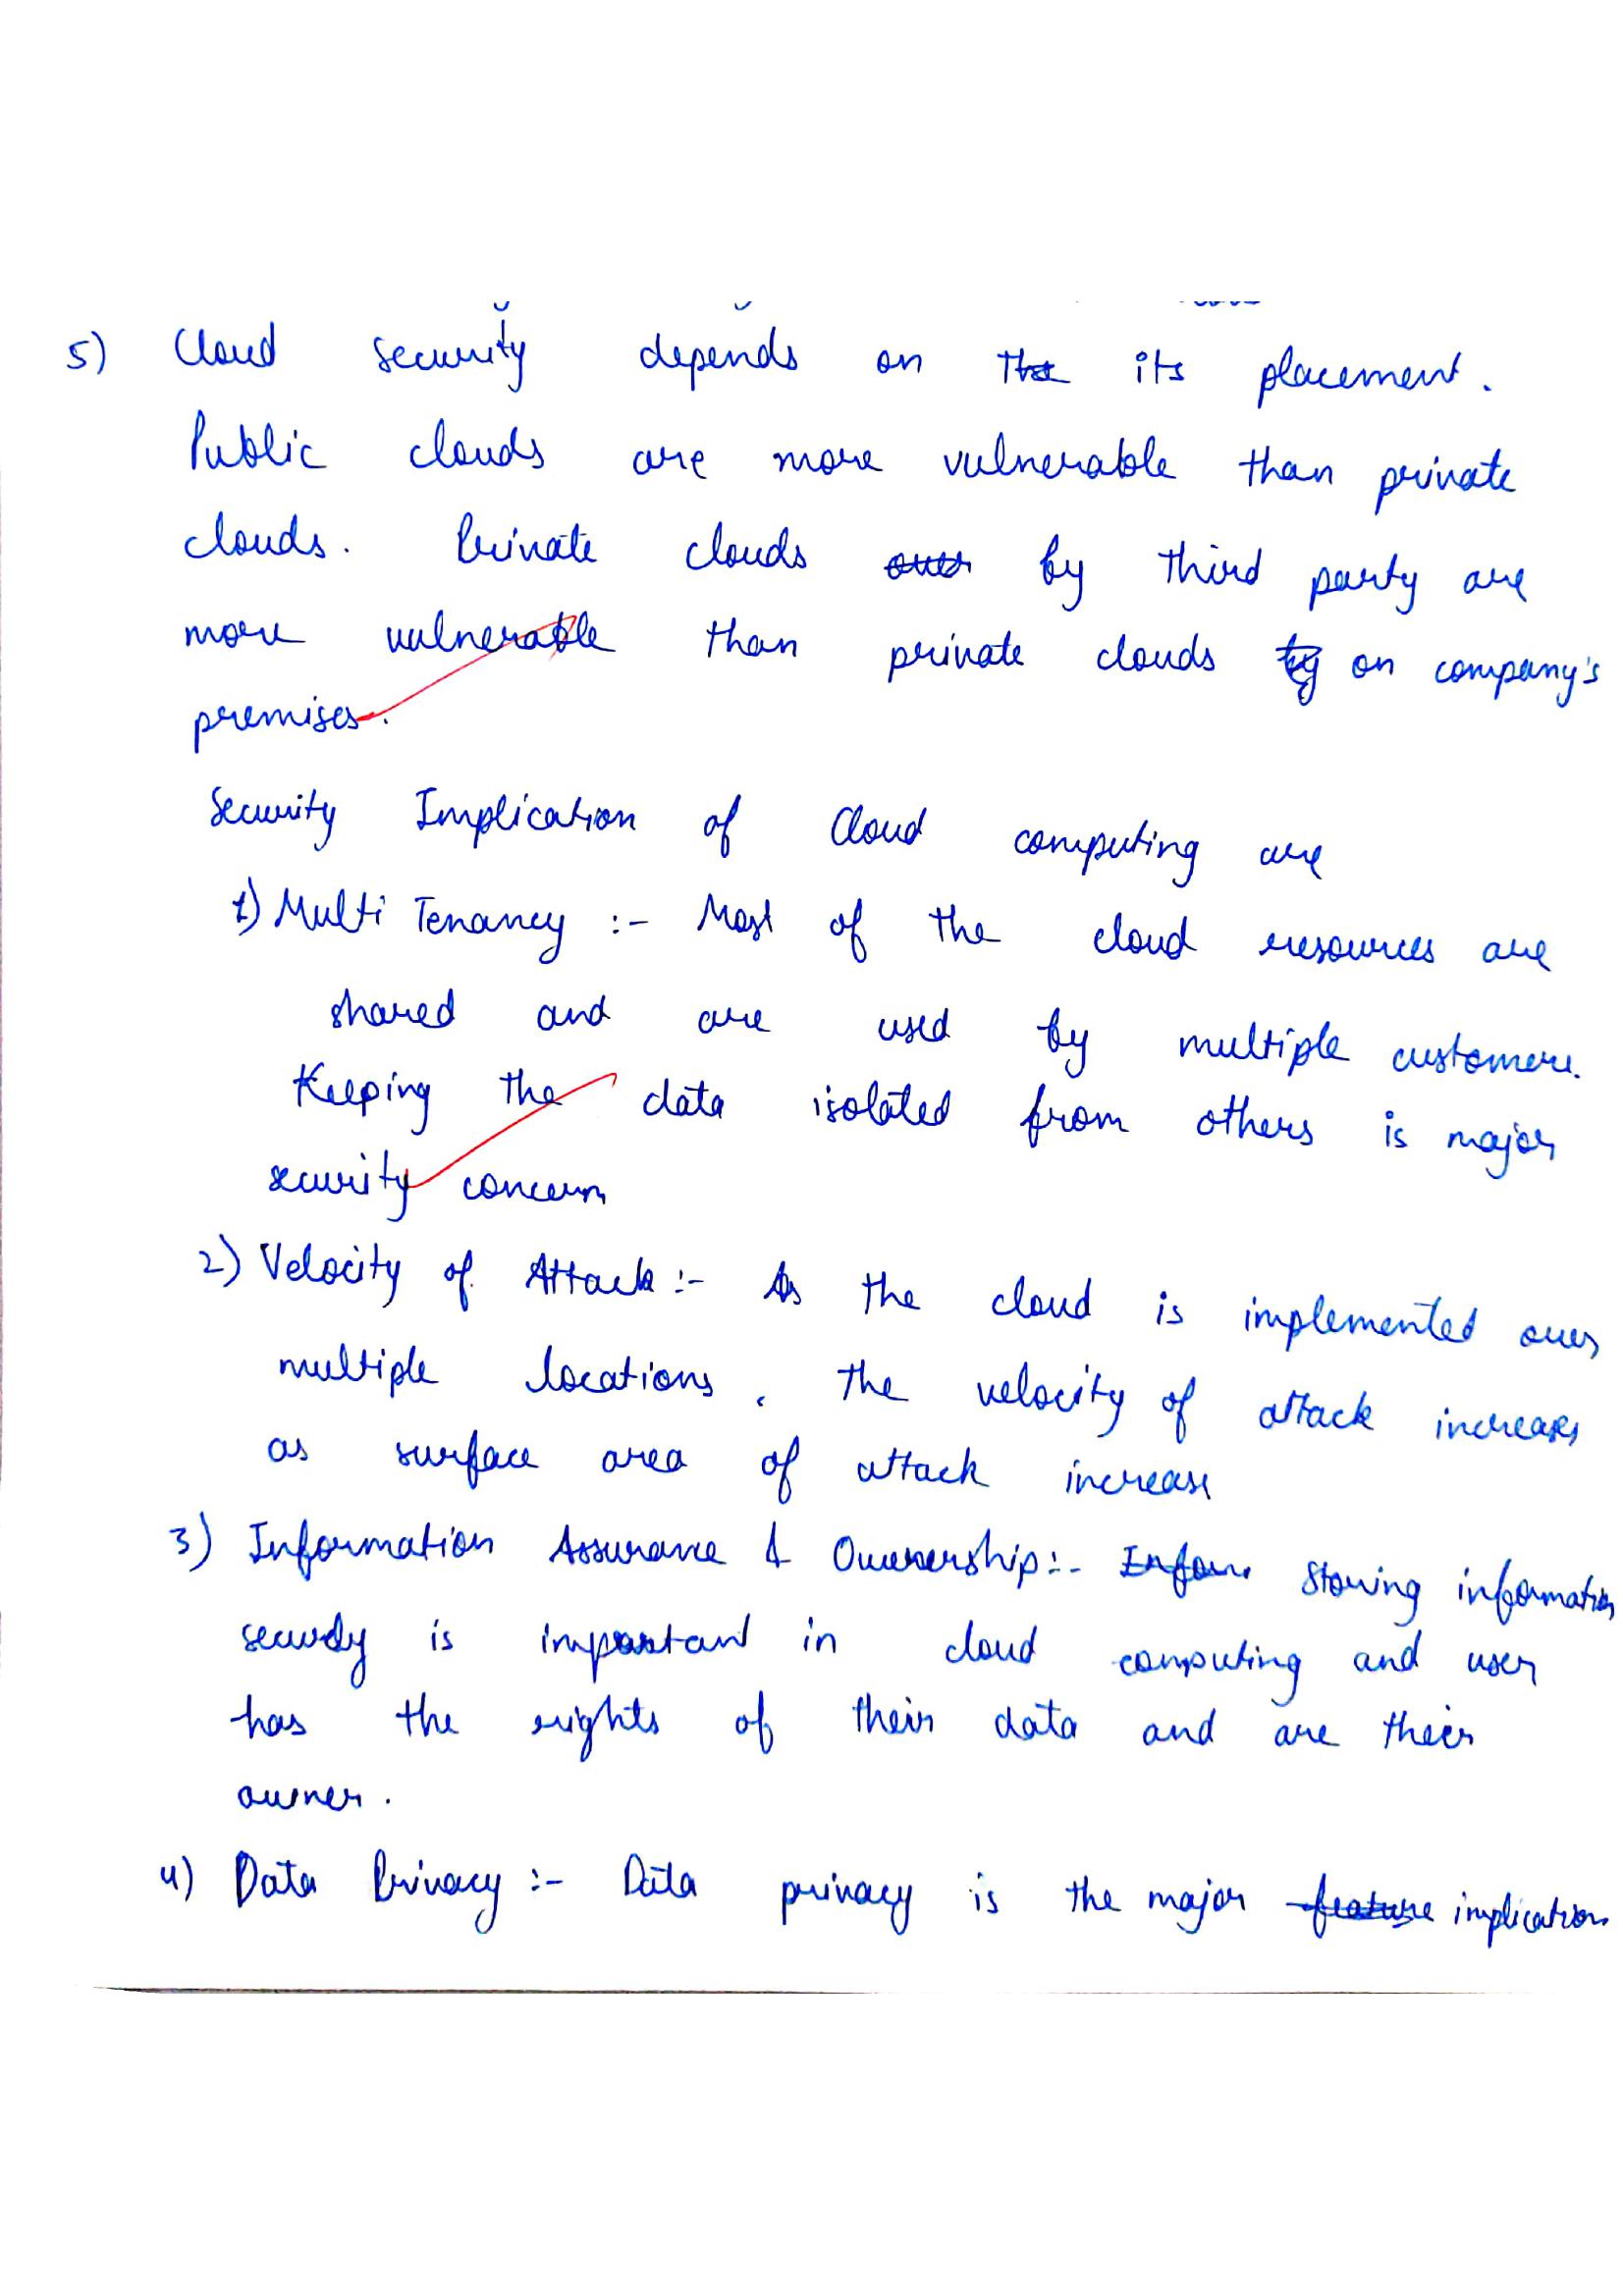 5) Cloud security depends on the its placement.
Public clouds are more vulnerable than private
clouds. Private clouds over by third party are
more vulnerable than private clouds by on company's
premises.
Security Implication of Cloud computing are
1) Multi Tenancy :- Most of the cloud resources are
shared and are used by multiple customers.
Keeping the data isolated from others is major
security concern
2) Velocity of Attack :- As the cloud is implemented over
multiple locations, the velocity of attack increases
as surface area of attack increase
3) Information Assurance & Ownership :- Infor Storing information
securely is important in cloud computing and user
has the rights of their data and are their
owner.
4) Data Privacy :- Data privacy is the major feature implication